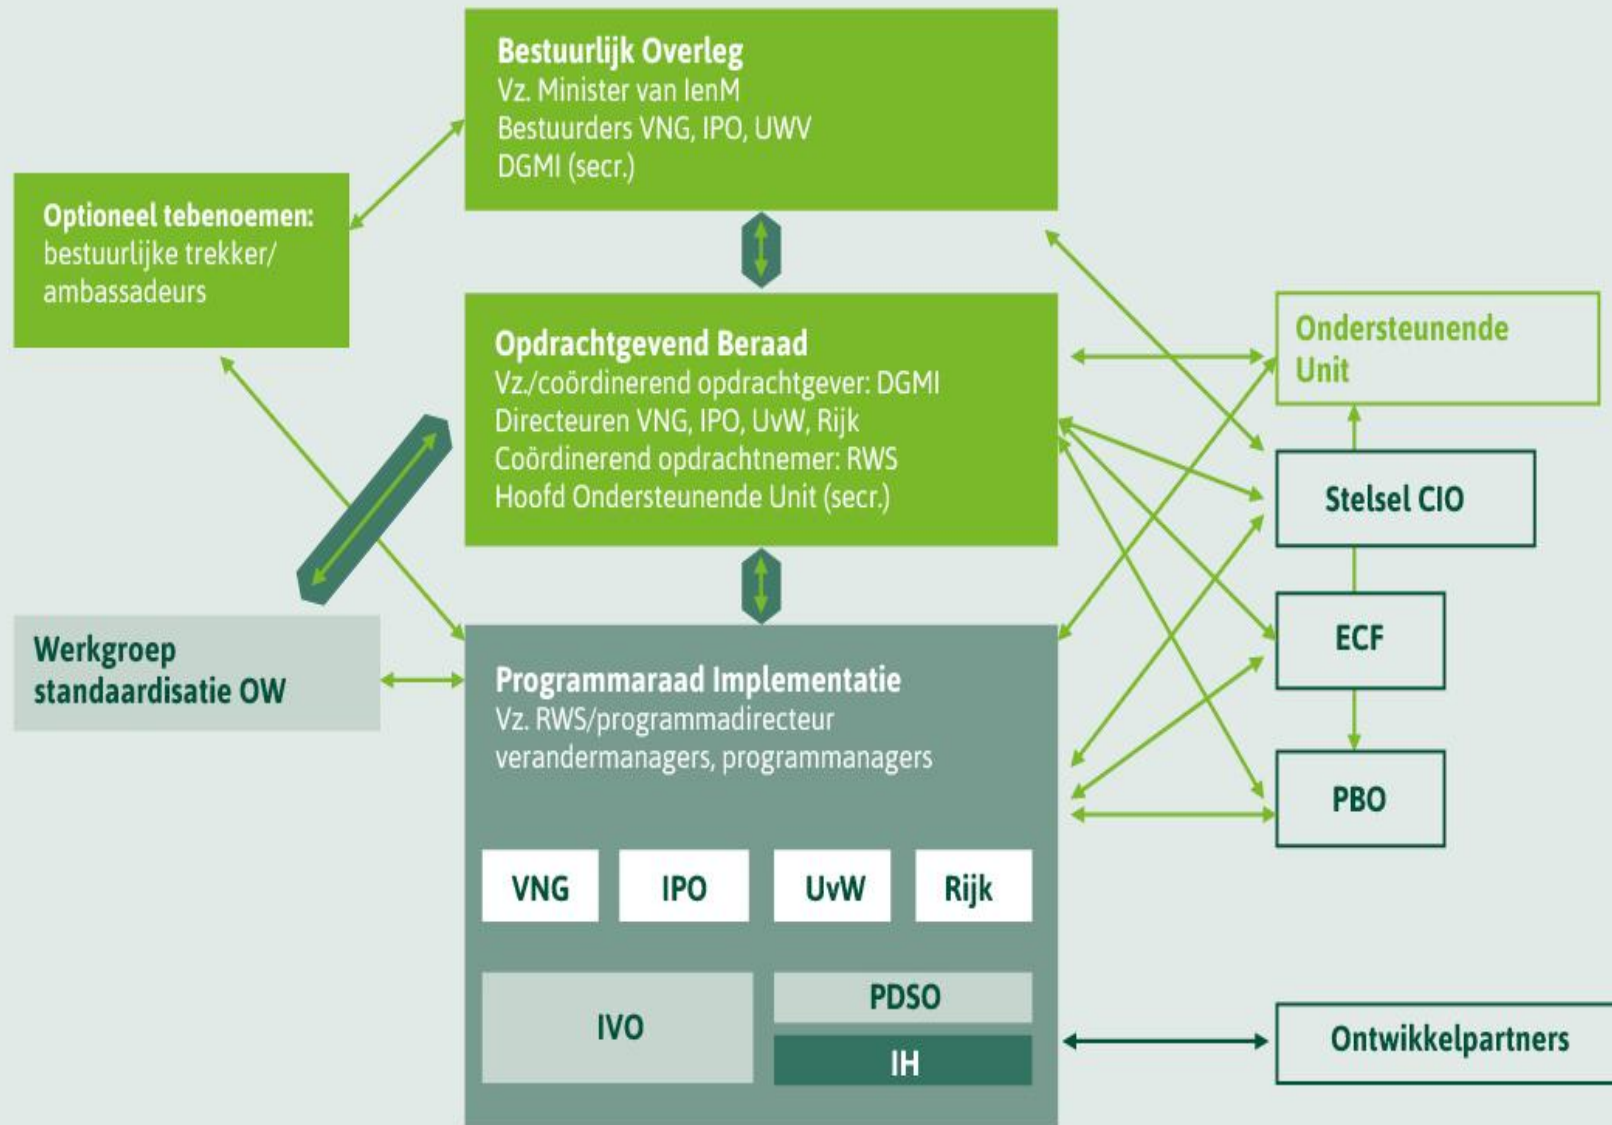 Bestuurlijk Overleg
Vz. Minister van IenM
Bestuurders VNG, IPO, UWV
DGMI (secr.)
Optioneel tebenoemen:
bestuurlijke trekker/
ambassadeurs
Opdrachtgevend Beraad
Vz./coördinerend opdrachtgever: DGMI
Directeuren VNG, IPO, UvW, Rijk
Coördinerend opdrachtnemer: RWS
Hoofd Ondersteunende Unit (secr.)
Ondersteunende
Unit
Stelsel CIO
ECF
PBO
Werkgroep
standaardisatie OW
Programmaraad Implementatie
Vz. RWS/programmadirecteur
verandermanagers, programmanagers
VNG
IPO
UvW
Rijk
IVO
PDSO
IH
Ontwikkelpartners